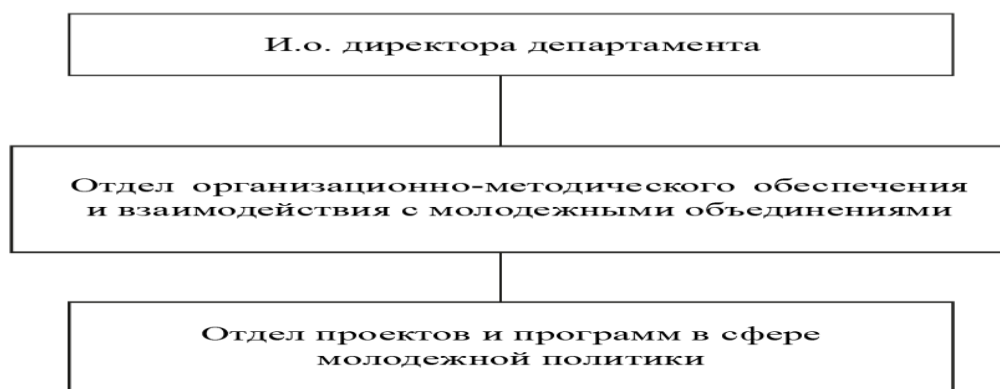 И.о. директора департамента
Отдел организационно-методического обеспечения
и взаимодействия с молодежными объединениями
Отдел проектов и программ в сфере
молодежной политики